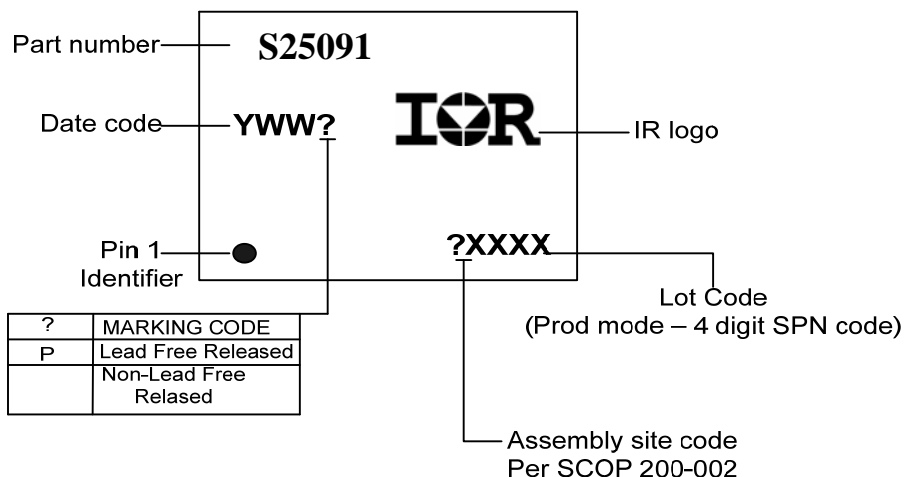 Part number
S25091
Date code
YWW?
IOR
IR logo
Pin 1
Identifier
?XXXX
Lot Code
(Prod mode – 4 digit SPN code)
? MARKING CODE
P Lead Free Released
Non-Lead Free
Relased
Assembly site code
Per SCOP 200-002